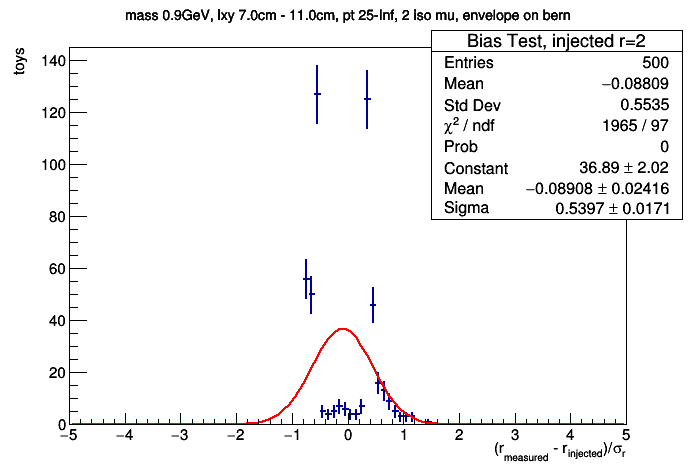 mass 0.9GeV, lxy 7.0cm - 11.0cm, pt 25-Inf, 2 Iso mu, envelope on bern
Bias Test, injected r=2
Entries 500
Mean −0.08809
Std Dev 0.5535
χ² / ndf 1965 / 97
Prob 0
Constant 36.89 ± 2.02
Mean −0.08908 ± 0.02416
Sigma 0.5397 ± 0.0171
toys
140
120
100
80
60
40
20
0
−5 −4 −3 −2 −1 0 1 2 3 4 5
(r_measured - r_injected)/σ_r